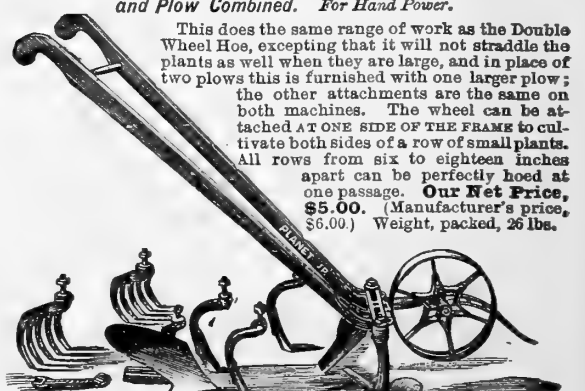 and Plow Combined. For Hand Power.
This does the same range of work as the Double
Wheel Hoe, excepting that it will not straddle the
plants as well when they are large, and in place of
two plows this is furnished with one larger plow;
the other attachments are the same on
both machines. The wheel can be at-
tached AT ONE SIDE OF THE FRAME to cul-
tivate both sides of a row of small plants.
All rows from six to eighteen inches
apart can be perfectly hoed at
one passage. Our Net Price,
$5.00. (Manufacturer's price,
$6.00.) Weight, packed, 26 lbs.
PLANET JR.